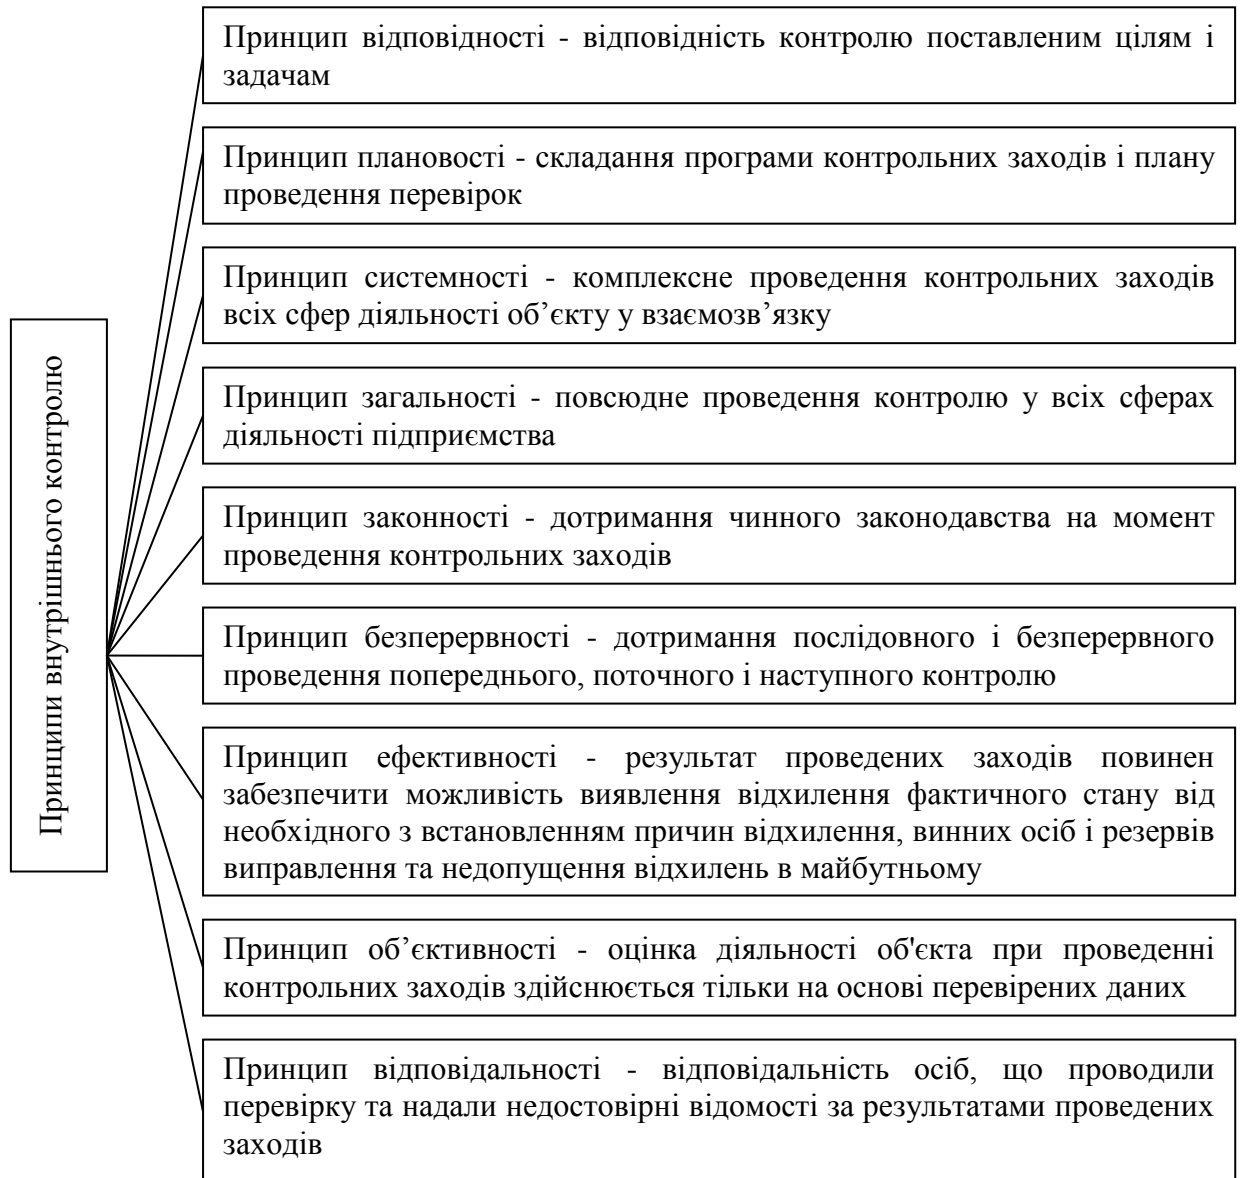 Принципи внутрішнього контролю
Принцип відповідності - відповідність контролю поставленим цілям і
задачам
Принцип плановості - складання програми контрольних заходів і плану
проведення перевірок
Принцип системності - комплексне проведення контрольних заходів
всіх сфер діяльності об’єкту у взаємозв’язку
Принцип загальності - повсюдне проведення контролю у всіх сферах
діяльності підприємства
Принцип законності - дотримання чинного законодавства на момент
проведення контрольних заходів
Принцип безперервності - дотримання послідовного і безперервного
проведення попереднього, поточного і наступного контролю
Принцип ефективності - результат проведених заходів повинен
забезпечити можливість виявлення відхилення фактичного стану від
необхідного з встановленням причин відхилення, винних осіб і резервів
виправлення та недопущення відхилень в майбутньому
Принцип об’єктивності - оцінка діяльності об'єкта при проведенні
контрольних заходів здійснюється тільки на основі перевірених даних
Принцип відповідальності - відповідальність осіб, що проводили
перевірку та надали недостовірні відомості за результатами проведених
заходів